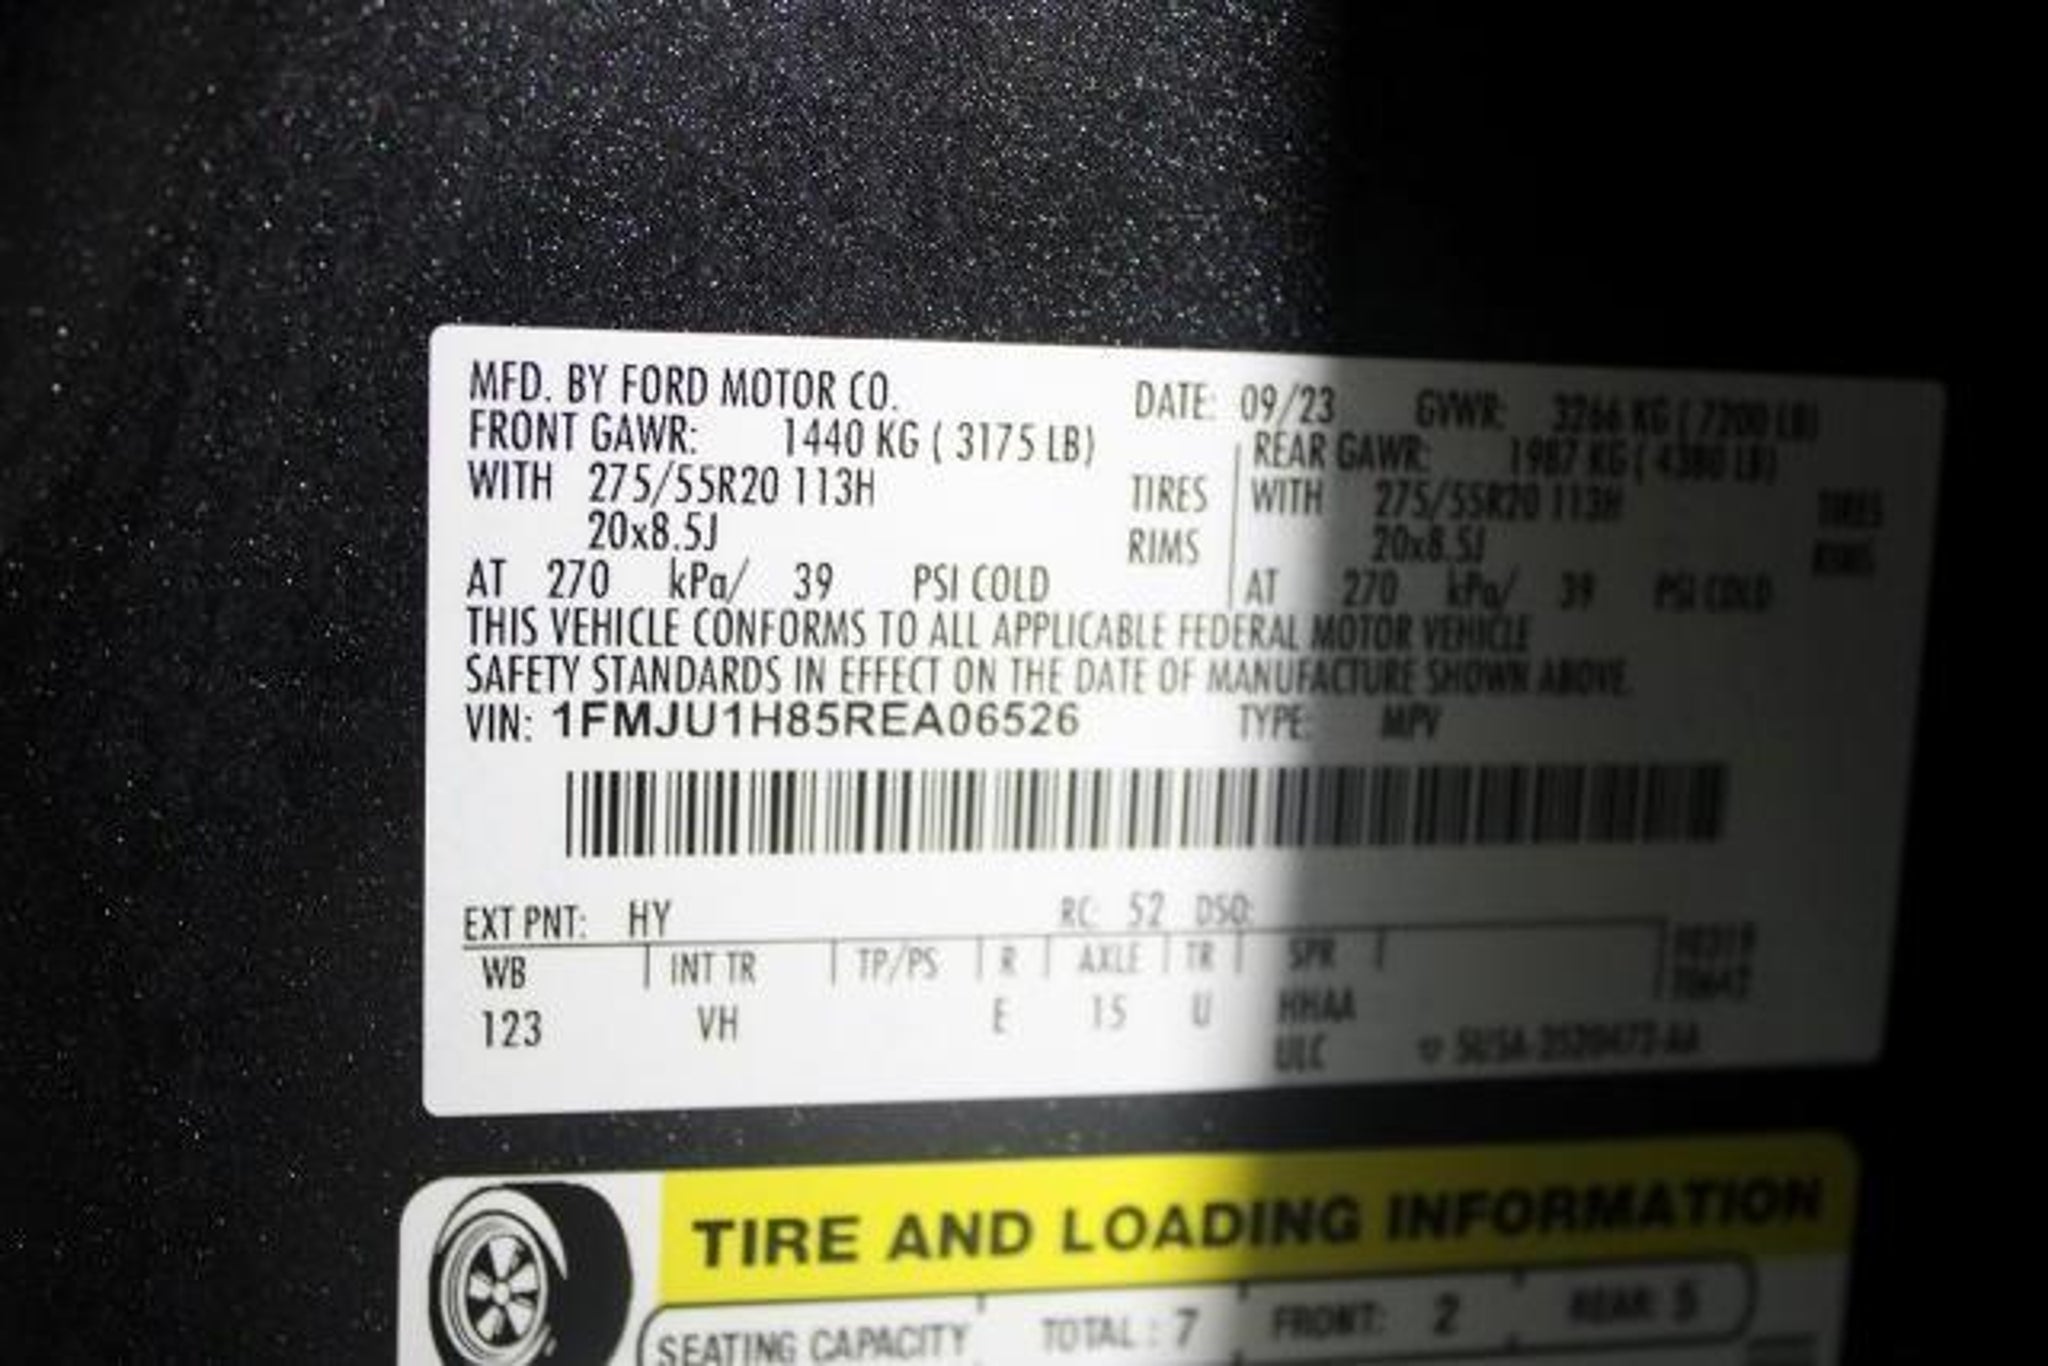 MFD. BY FORD MOTOR CO. DATE: 09/23 GVWR: 3266 KG ( 7200 LB)
FRONT GAWR: 1440 KG ( 3175 LB) REAR GAWR: 1987 KG ( 4380 LB)
WITH 275/55R20 113H TIRES WITH 275/55R20 113H TIRES
20x8.5J RIMS 20x8.5J RIMS
AT 270 kPa/ 39 PSI COLD AT 270 kPa/ 39 PSI COLD
THIS VEHICLE CONFORMS TO ALL APPLICABLE FEDERAL MOTOR VEHICLE
SAFETY STANDARDS IN EFFECT ON THE DATE OF MANUFACTURE SHOWN ABOVE.
VIN: 1FMJU1H85REA06526 TYPE: MPV
EXT PNT: HY RC: 52 DSO:
WB INT TR TP/PS R AXLE TR SPR
123 VH E 15 U HHAA
ULC
TIRE AND LOADING INFORMATION
SEATING CAPACITY TOTAL : 7 FRONT: 2 REAR: 5